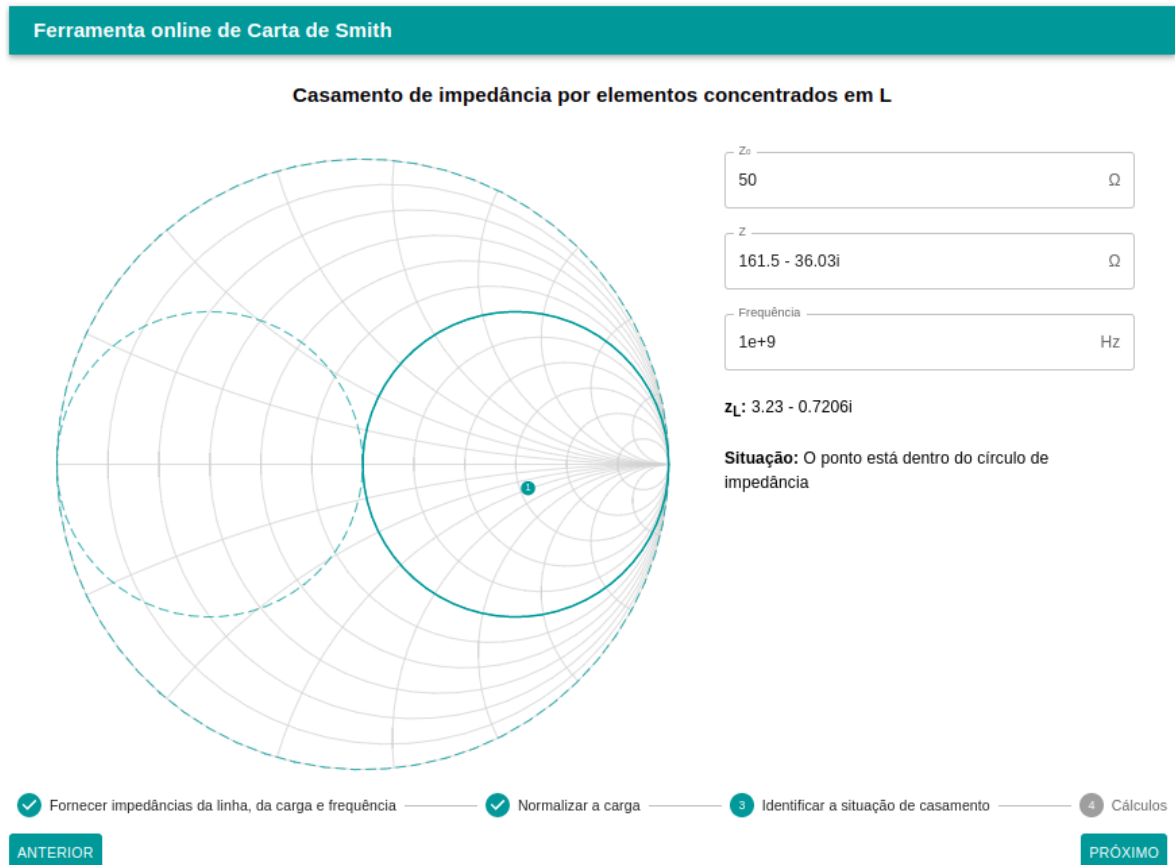 Ferramenta online de Carta de Smith
Casamento de impedância por elementos concentrados em L
Z₀
50 Ω
Z
161.5 - 36.03i Ω
Frequência
1e+9 Hz
zL: 3.23 - 0.7206i
Situação: O ponto está dentro do círculo de
impedância
1
Fornecer impedâncias da linha, da carga e frequência
Normalizar a carga
3 Identificar a situação de casamento
4 Cálculos
ANTERIOR
PRÓXIMO